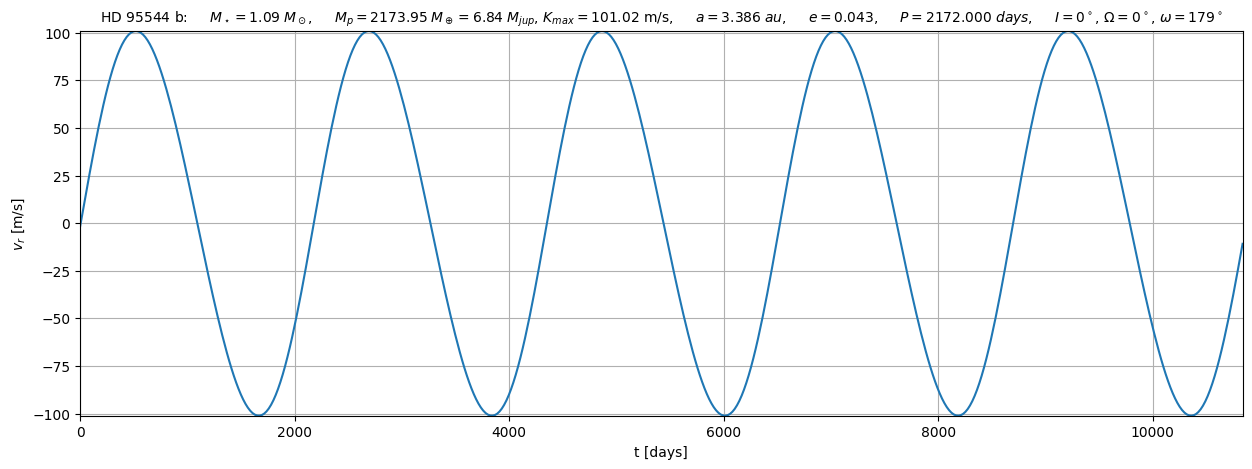 HD 95544 b: M⋆ = 1.09 M⊙, Mp = 2173.95 M⊕ = 6.84 Mjup, Kmax = 101.02 m/s, a = 3.386 au, e = 0.043, P = 2172.000 days, I = 0°, Ω = 0°, ω = 179°
100
75
50
25
0
−25
−50
−75
−100
vr [m/s]
0 2000 4000 6000 8000 10000
t [days]